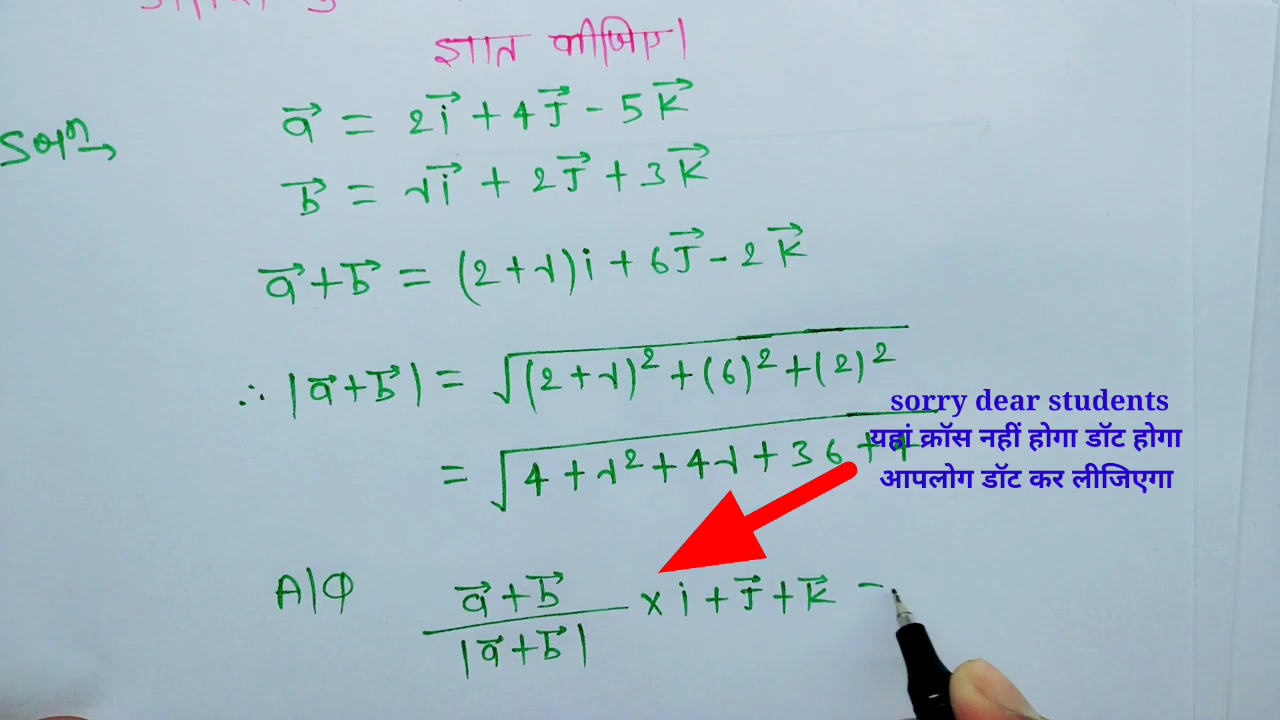 ज्ञात कीजिए।
Solⁿ→
a⃗ = 2i⃗ + 4J⃗ - 5K⃗
b⃗ = λi⃗ + 2J⃗ + 3K⃗
a⃗ + b⃗ = (2 + λ)i + 6J⃗ - 2K⃗
∴ |a⃗ + b⃗| = √((2 + λ)² + (6)² + (2)²)
= √(4 + λ² + 4λ + 36 + 4)
sorry dear students
यहां क्रॉस नहीं होगा डॉट होगा
आपलोग डॉट कर लीजिएगा
A|Q (a⃗ + b⃗)/|a⃗ + b⃗| × i + J⃗ + K⃗